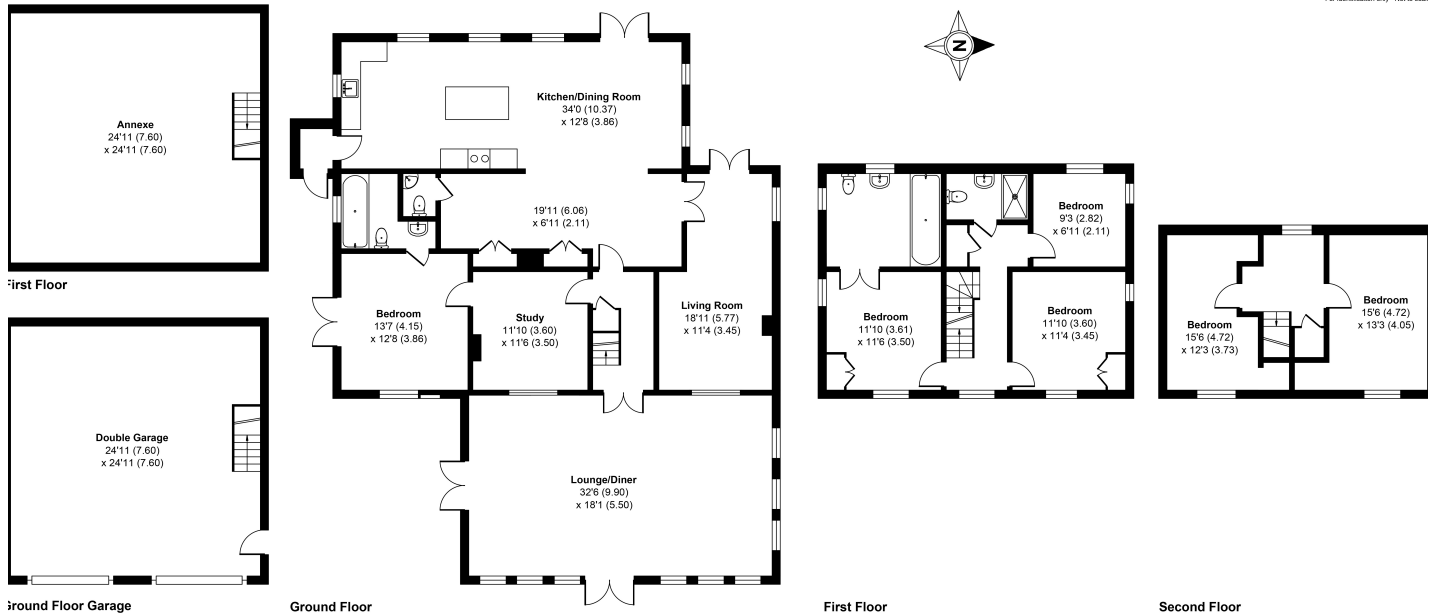 Annexe
24'11 (7.60)
x 24'11 (7.60)
First Floor
Double Garage
24'11 (7.60)
x 24'11 (7.60)
Ground Floor Garage
Kitchen/Dining Room
34'0 (10.37)
x 12'8 (3.86)
19'11 (6.06)
x 6'11 (2.11)
Bedroom
13'7 (4.15)
x 12'8 (3.86)
Study
11'10 (3.60)
x 11'6 (3.50)
Living Room
18'11 (5.77)
x 11'4 (3.45)
Lounge/Diner
32'6 (9.90)
x 18'1 (5.50)
Ground Floor
N
Bedroom
9'3 (2.82)
x 6'11 (2.11)
Bedroom
11'10 (3.61)
x 11'6 (3.50)
Bedroom
11'10 (3.60)
x 11'4 (3.45)
First Floor
Bedroom
15'6 (4.72)
x 12'3 (3.73)
Bedroom
15'6 (4.72)
x 13'3 (4.05)
Second Floor